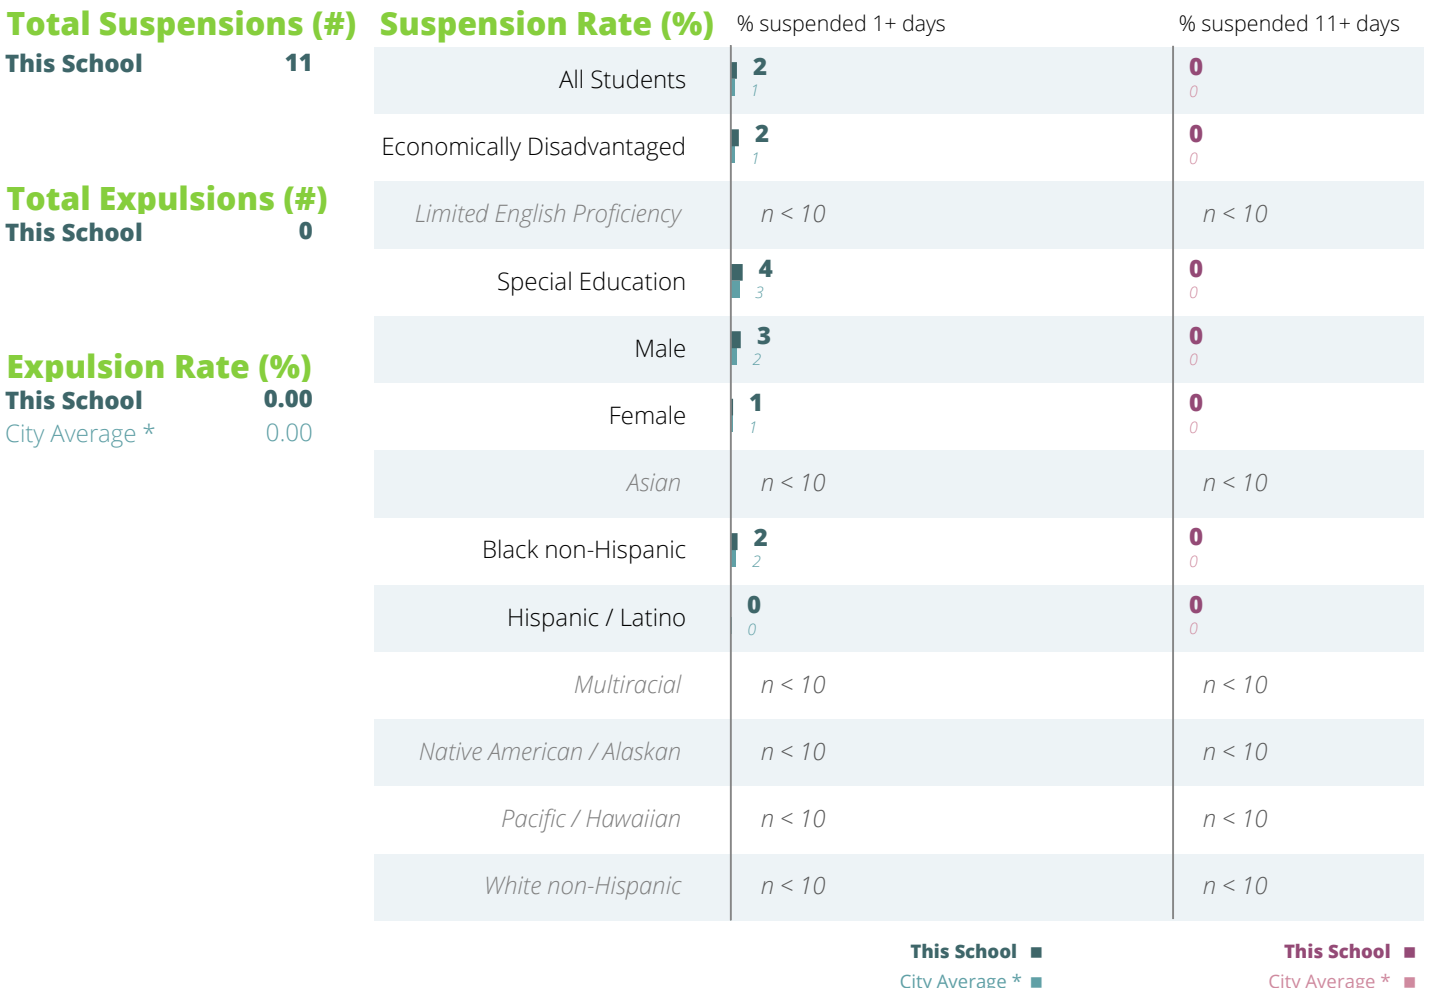 Total Suspensions (#)
This School 11
Total Expulsions (#)
This School 0
Expulsion Rate (%)
This School 0.00
City Average * 0.00
Suspension Rate (%) % suspended 1+ days % suspended 11+ days
All Students 2 0
1 0
Economically Disadvantaged 2 0
1 0
Limited English Proficiency n < 10 n < 10
Special Education 4 0
3 0
Male 3 0
2 0
Female 1 0
1 0
Asian n < 10 n < 10
Black non-Hispanic 2 0
2 0
Hispanic / Latino 0 0
0 0
Multiracial n < 10 n < 10
Native American / Alaskan n < 10 n < 10
Pacific / Hawaiian n < 10 n < 10
White non-Hispanic n < 10 n < 10
This School This School
City Average * City Average *